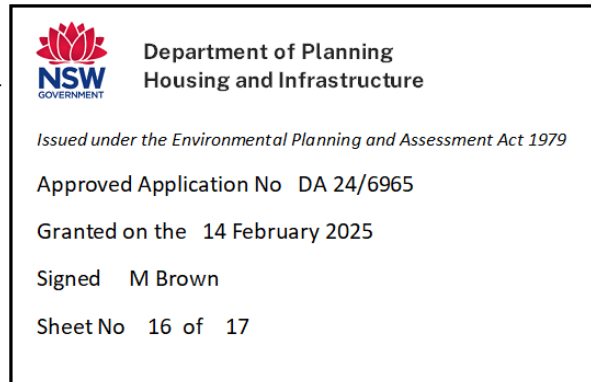 Department of Planning
Housing and Infrastructure
NSW
GOVERNMENT
Issued under the Environmental Planning and Assessment Act 1979
Approved Application No DA 24/6965
Granted on the 14 February 2025
Signed M Brown
Sheet No 16 of 17